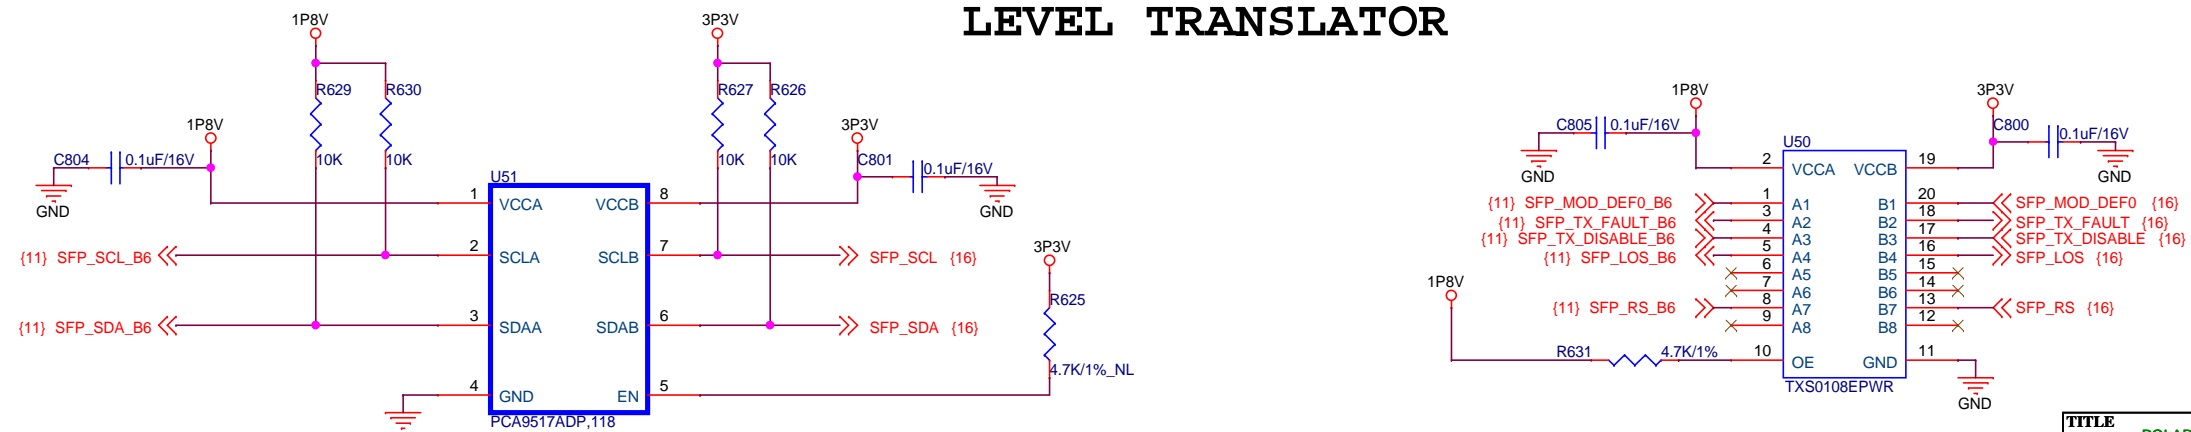 LEVEL TRANSLATOR
1P8V
R629
R630
10K
10K
1P8V
C804
0.1uF/16V
GND
3P3V
R627
R626
10K
10K
3P3V
C801
0.1uF/16V
GND
U51
1 VCCA VCCB 8
{11} SFP_SCL_B6 2 SCLA SCLB 7 SFP_SCL {16}
{11} SFP_SDA_B6 3 SDAA SDAB 6 SFP_SDA {16}
4 GND EN 5
PCA9517ADP,118
3P3V
R625
4.7K/1%_NL
1P8V
C805
0.1uF/16V
GND
3P3V
C800
0.1uF/16V
GND
U50
2 VCCA VCCB 19
{11} SFP_MOD_DEF0_B6 1 A1 B1 20 SFP_MOD_DEF0 {16}
{11} SFP_TX_FAULT_B6 3 A2 B2 18 SFP_TX_FAULT {16}
{11} SFP_TX_DISABLE_B6 4 A3 B3 17 SFP_TX_DISABLE {16}
{11} SFP_LOS_B6 5 A4 B4 16 SFP_LOS {16}
6 A5 B5 15
7 A6 B6 14
{11} SFP_RS_B6 8 A7 B7 13 SFP_RS {16}
9 A8 B8 12
1P8V
R631 4.7K/1% 10 OE GND 11
TXS0108EPWR
GND
TITLE